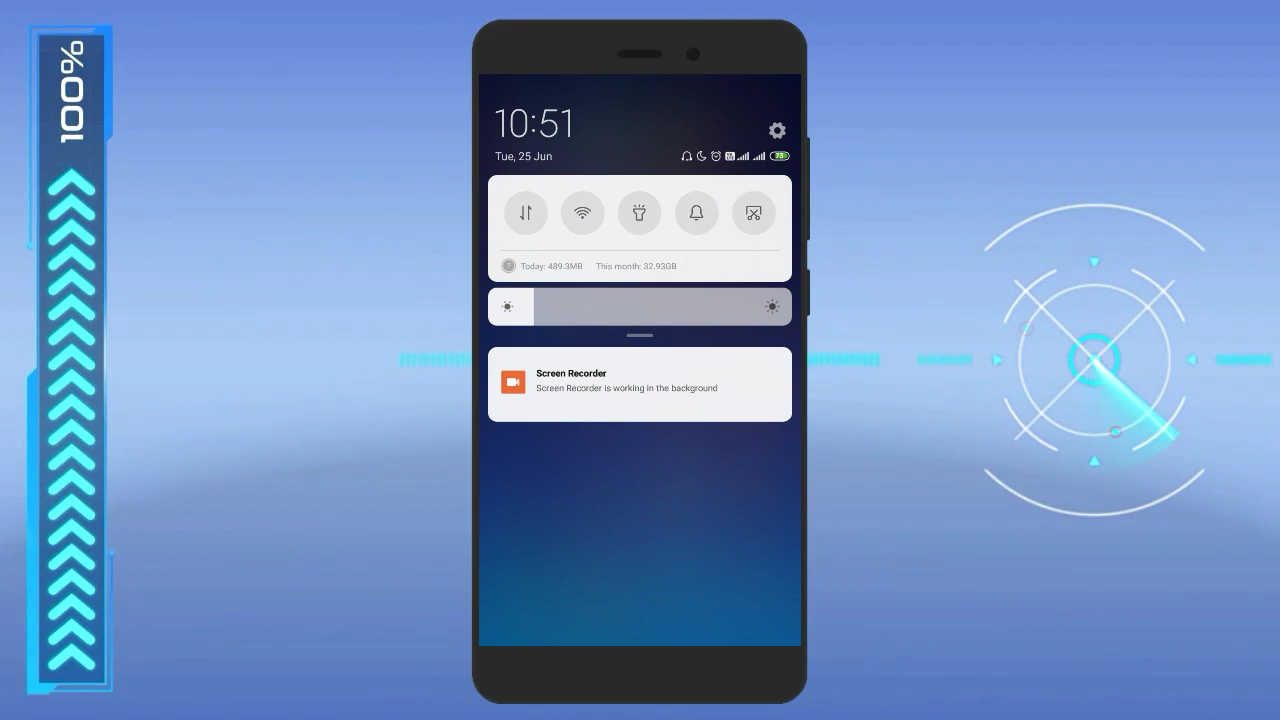 100%
10:51
Tue, 25 Jun
73
Today: 489.3MB
This month: 32.93GB
Screen Recorder
Screen Recorder is working in the background